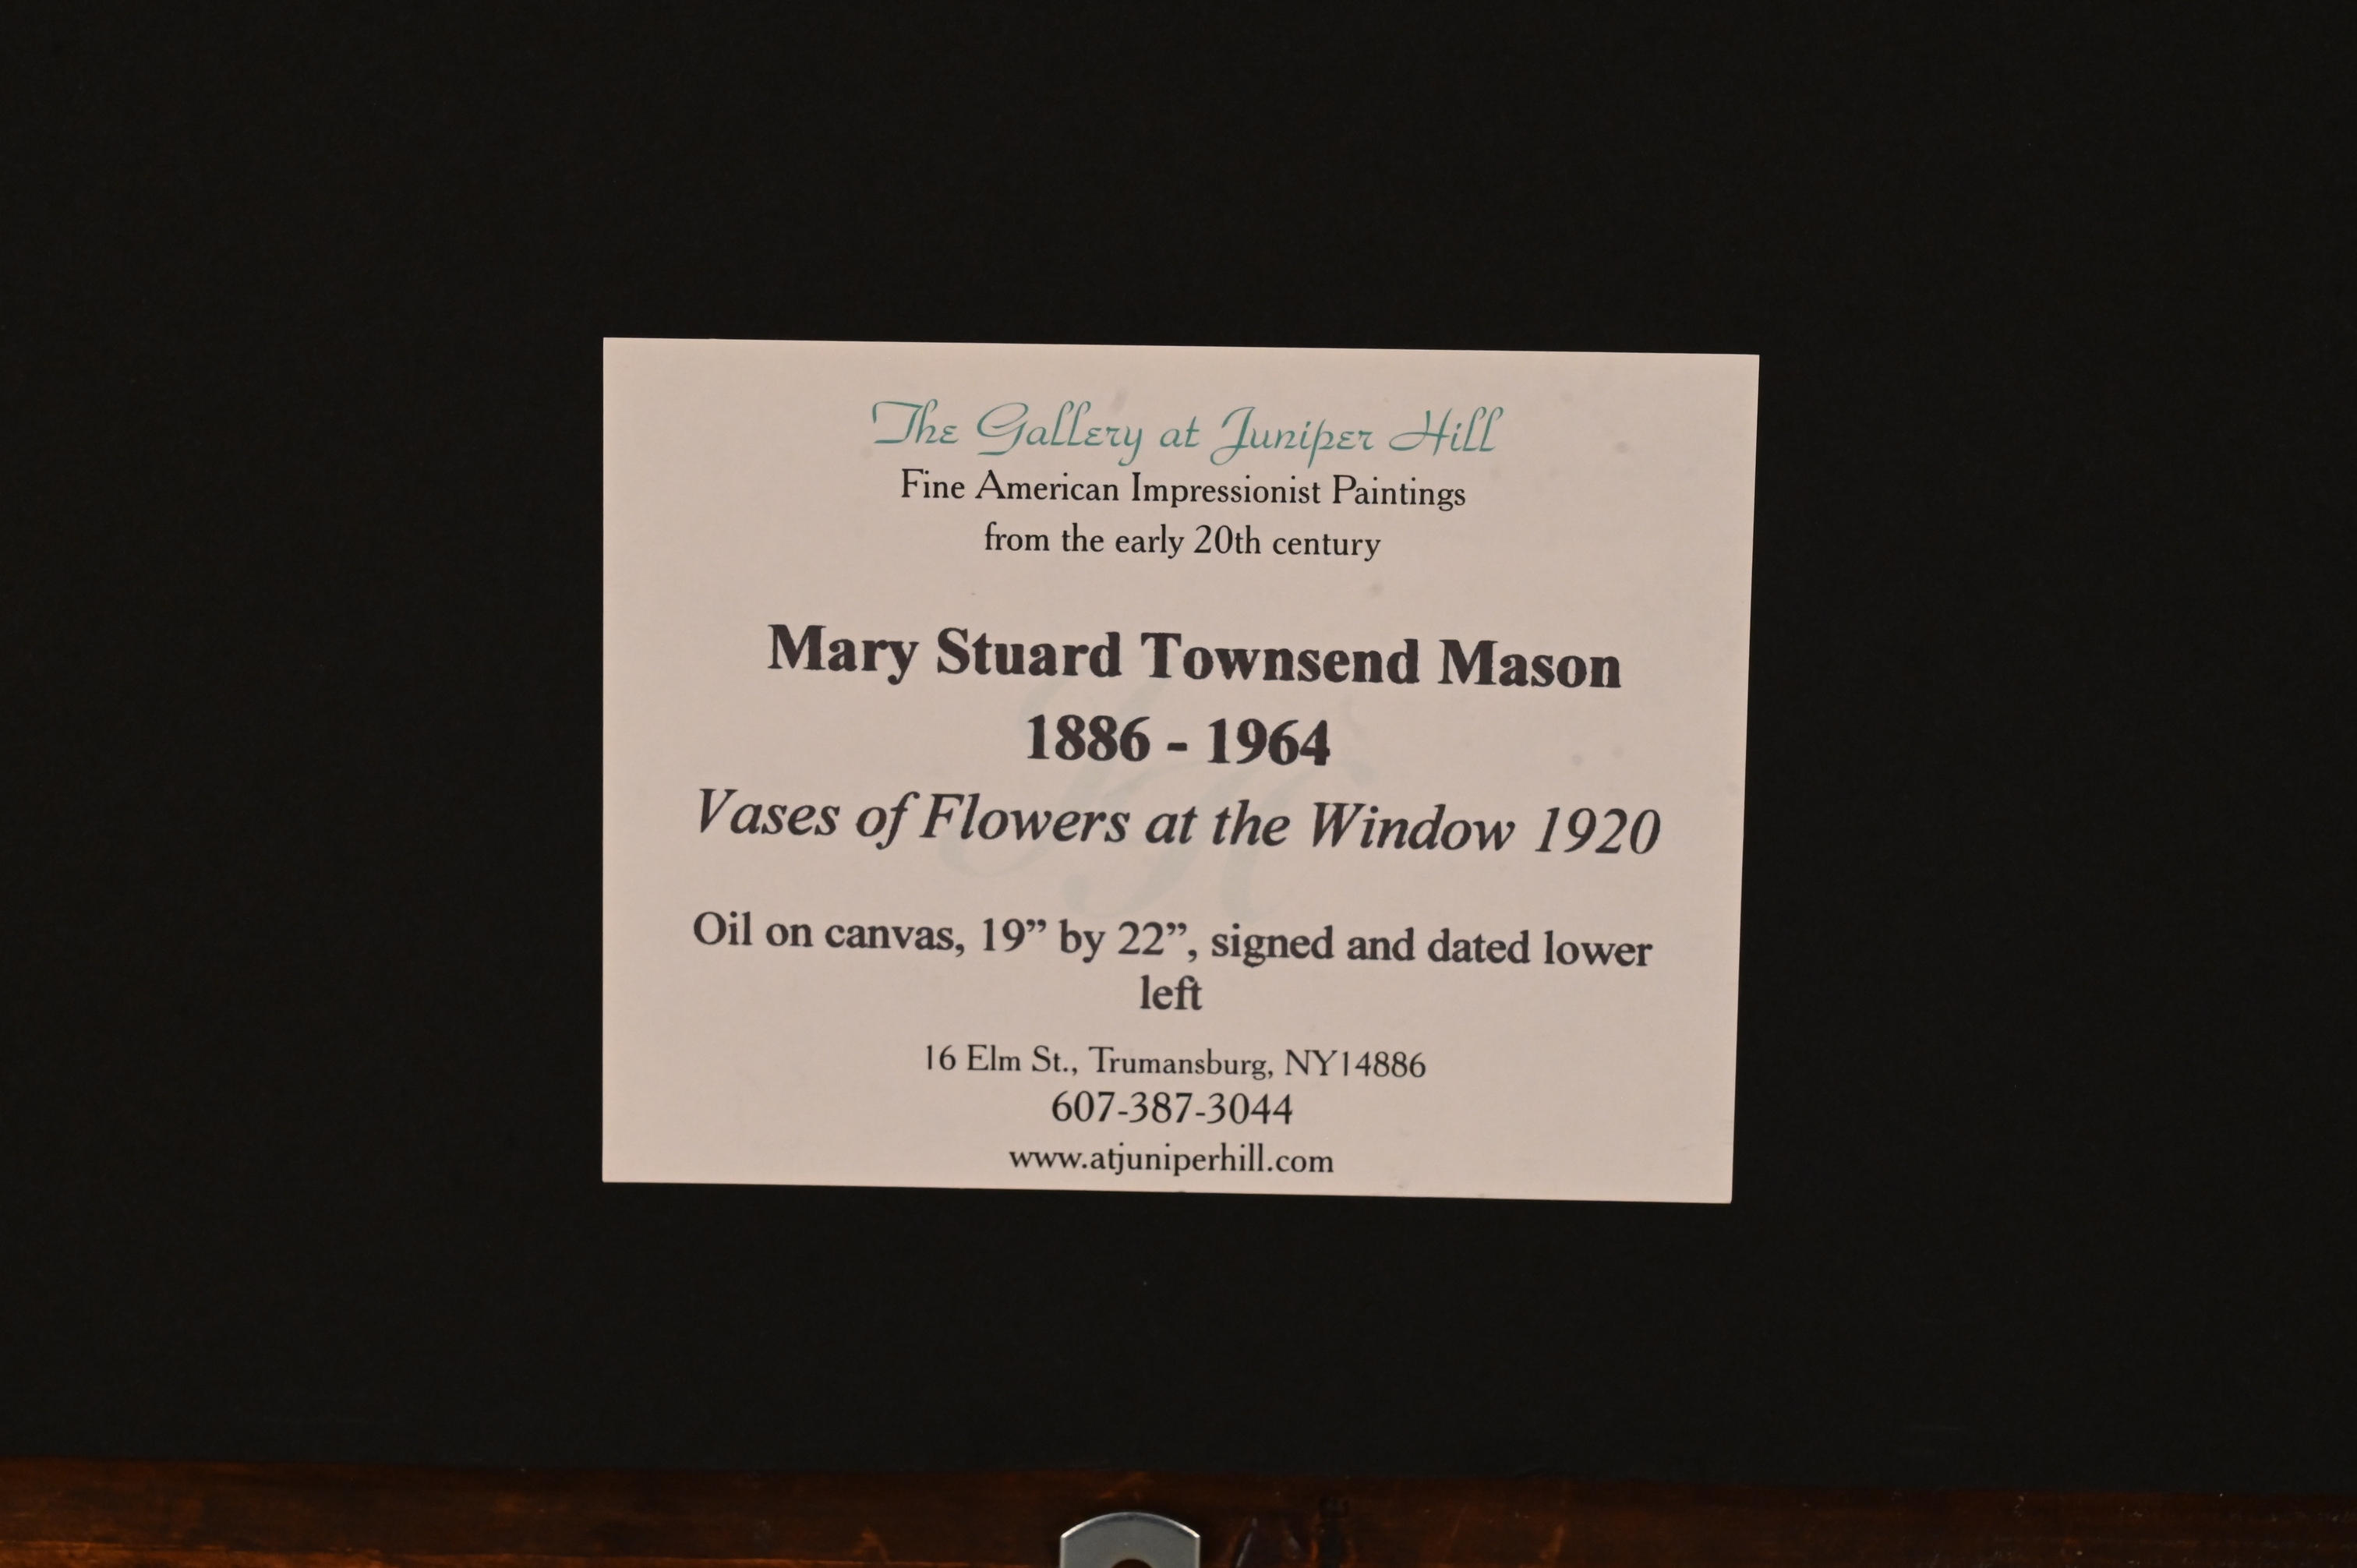 The Gallery at Juniper Hill
Fine American Impressionist Paintings
from the early 20th century
Mary Stuard Townsend Mason
1886 - 1964
Vases of Flowers at the Window 1920
Oil on canvas, 19” by 22”, signed and dated lower
left
16 Elm St., Trumansburg, NY14886
607-387-3044
www.atjuniperhill.com